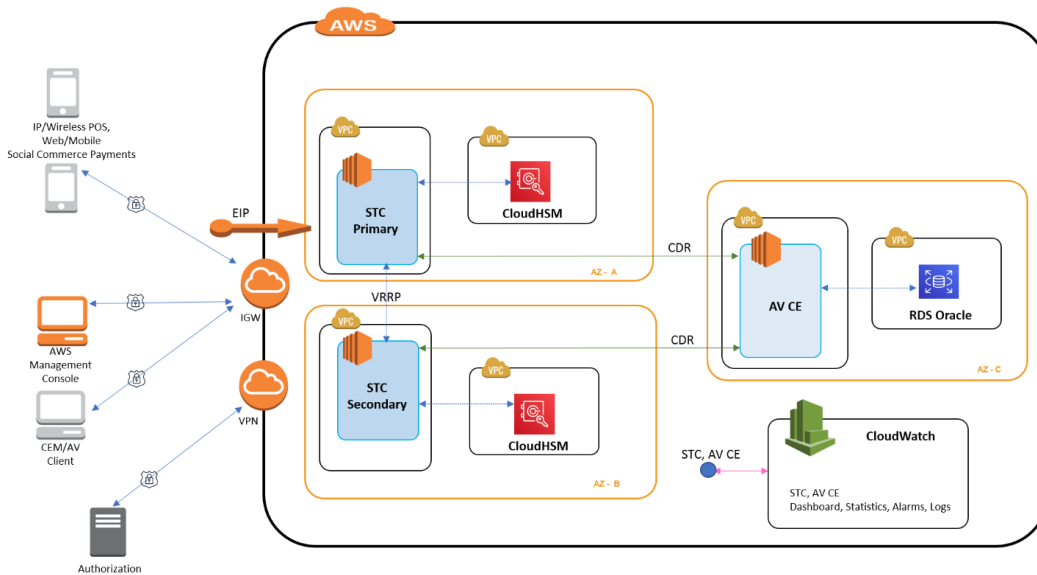 AWS
IP/Wireless POS,
Web/Mobile
Social Commerce Payments
EIP
IGW
AWS
Management
Console
CEM/AV
Client
VPN
Authorization
VPC
STC
Primary
VPC
CloudHSM
AZ - A
VRRP
VPC
STC
Secondary
VPC
CloudHSM
AZ - B
CDR
CDR
VPC
AV CE
VPC
RDS Oracle
AZ - C
STC, AV CE
CloudWatch
STC, AV CE
Dashboard, Statistics, Alarms, Logs